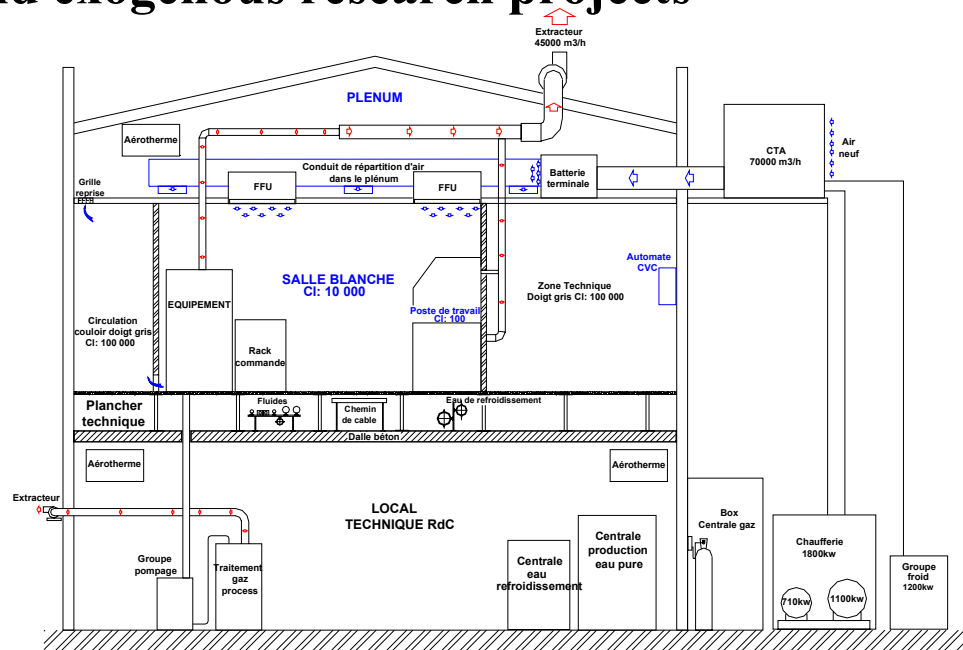 nd exogenous research projects
Extracteur
45000 m3/h
PLENUM
Aérotherme
CTA
70000 m3/h
Air
neuf
Conduit de répartition d'air
dans le plénum
Batterie
terminale
Grille
reprise
FFU
FFU
Automate
CVC
SALLE BLANCHE
Cl: 10 000
Zone Technique
Doigt gris Cl: 100 000
EQUIPEMENT
Poste de travail
Cl: 100
Circulation
couloir doigt gris
Cl: 100 000
Rack
commande
Plancher
technique
Fluides
Chemin
de cable
Eau de refroidissement
Dalle béton
Aérotherme
Aérotherme
Extracteur
LOCAL
TECHNIQUE RdC
Box
Centrale gaz
Centrale
production
eau pure
Chaufferie
1800kw
Groupe
pompage
Traitement
gaz
process
Centrale
eau
refroidissement
Groupe
froid
1200kw
710kw
1100kw